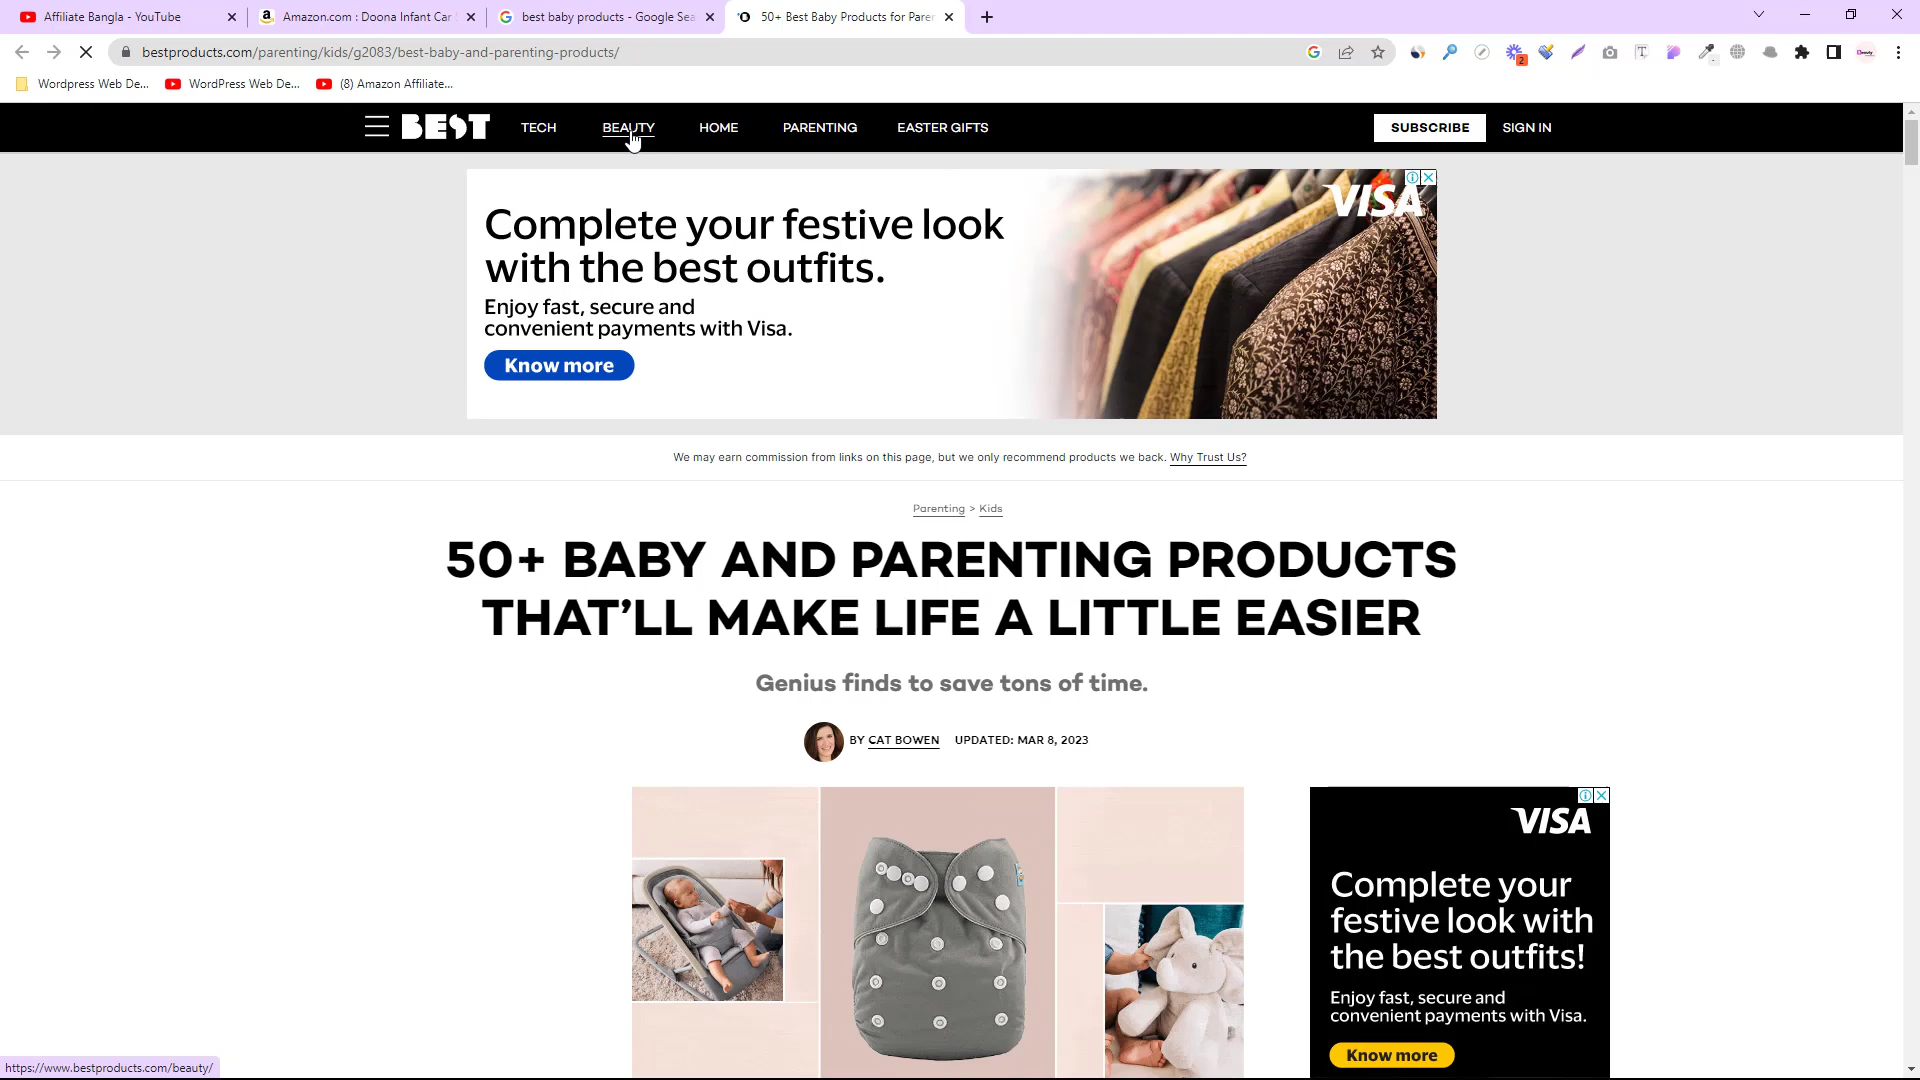 Affiliate Bangla - YouTube
Amazon.com : Doona Infant Car
best baby products - Google Sea
50+ Best Baby Products for Paren
bestproducts.com/parenting/kids/g2083/best-baby-and-parenting-products/
2
Wordpress Web De...
WordPress Web De...
(8) Amazon Affiliate...
BEST
TECH
BEAUTY
HOME
PARENTING
EASTER GIFTS
SUBSCRIBE
SIGN IN
Complete your festive look
with the best outfits.
Enjoy fast, secure and
convenient payments with Visa.
Know more
VISA
We may earn commission from links on this page, but we only recommend products we back. Why Trust Us?
Parenting > Kids
50+ BABY AND PARENTING PRODUCTS
THAT’LL MAKE LIFE A LITTLE EASIER
Genius finds to save tons of time.
BY CAT BOWEN UPDATED: MAR 8, 2023
VISA
Complete your
festive look with
the best outfits!
Enjoy fast, secure and
convenient payments with Visa.
Know more
https://www.bestproducts.com/beauty/